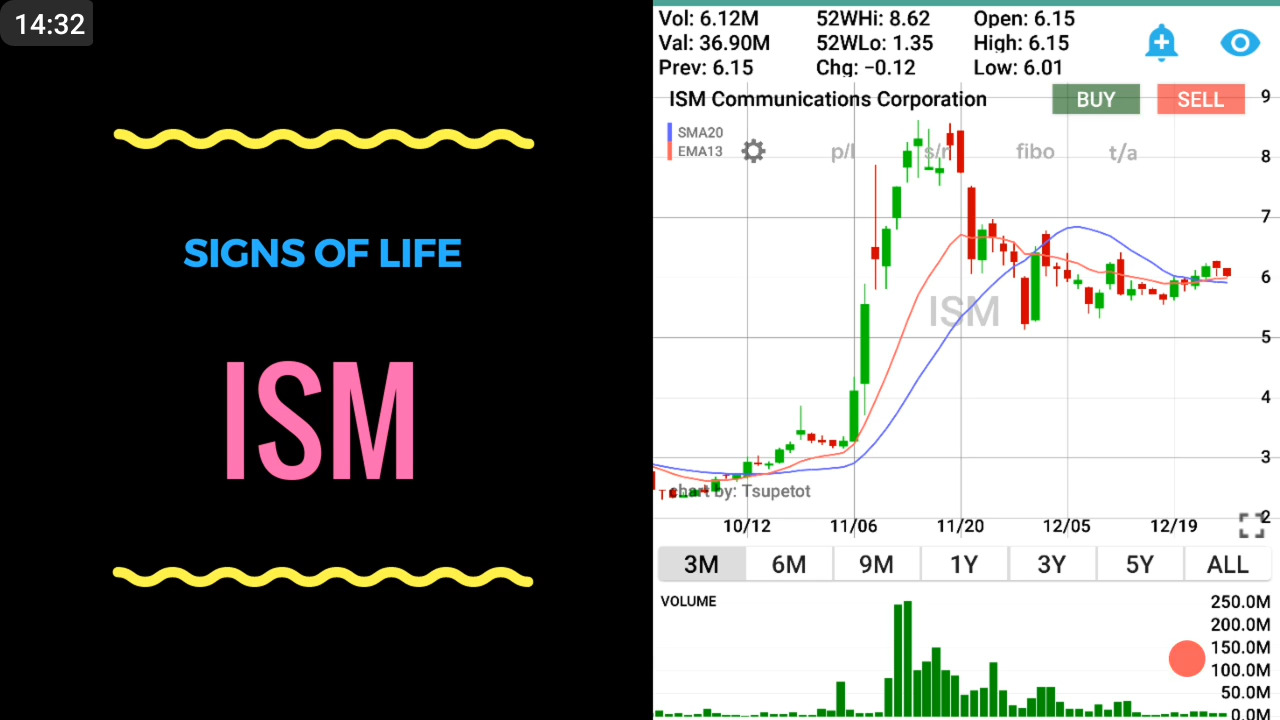 14:32
SIGNS OF LIFE
ISM
Vol: 6.12M 52WHi: 8.62 Open: 6.15
Val: 36.90M 52WLo: 1.35 High: 6.15
Prev: 6.15 Chg: −0.12 Low: 6.01
ISM Communications Corporation BUY SELL
SMA20
EMA13
p/l s/r fibo t/a
9
8
7
6
5
4
3
2
ISM
chart by: Tsupetot
10/12 11/06 11/20 12/05 12/19
3M 6M 9M 1Y 3Y 5Y ALL
VOLUME
250.0M
200.0M
150.0M
100.0M
50.0M
0.0M